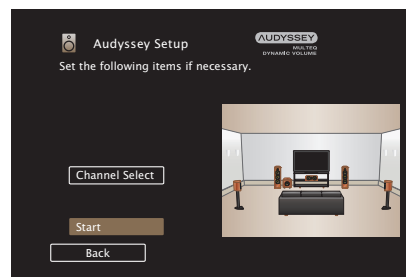 Audyssey Setup
AUDYSSEY
MULTEQ
DYNAMIC VOLUME
Set the following items if necessary.
Channel Select
Start
Back